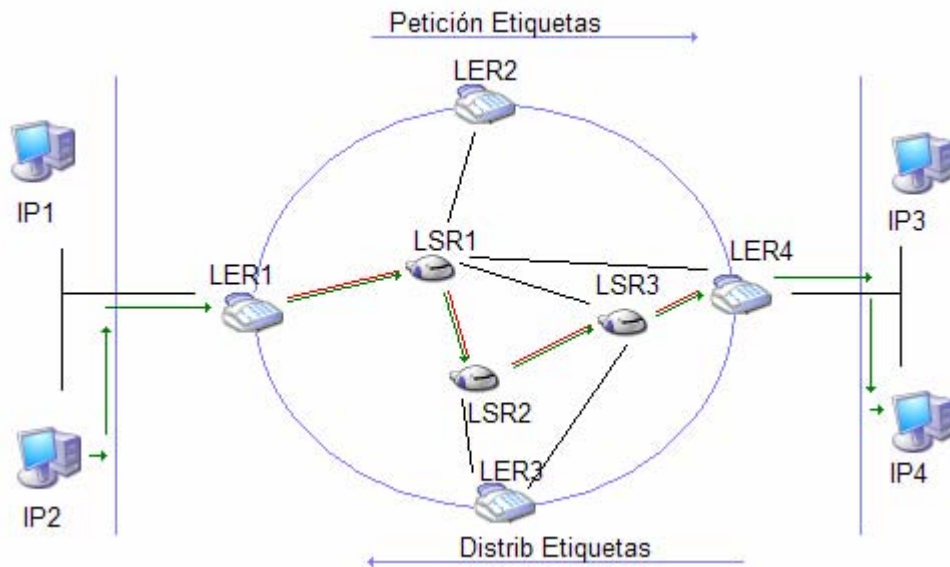 Petición Etiquetas
LER2
IP1
IP3
LSR1
LER1
LER4
LSR3
LSR2
LER3
IP2
IP4
Distrib Etiquetas